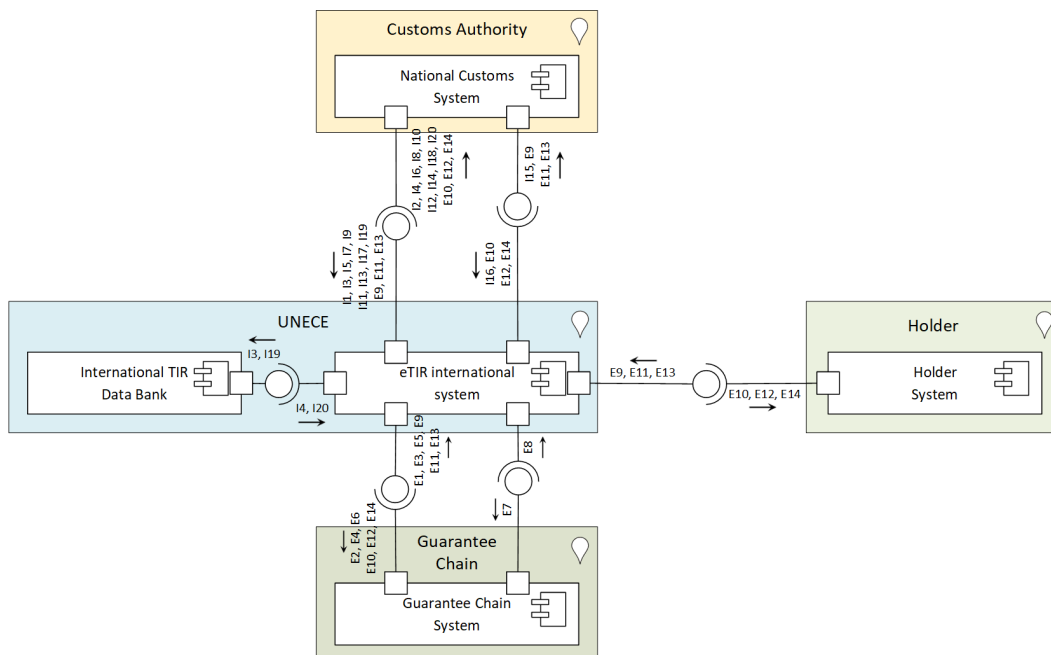 Customs Authority
National Customs
System
I2, I4, I6, I8, I10
I12, I14, I18, I20
E10, E12, E14
I15, E9
E11, E13
I1, I3, I5, I7, I9
I11, I13, I17, I19
E9, E11, E13
I16, E10
E12, E14
UNECE
Holder
I3, I19
International TIR
Data Bank
I4, I20
eTIR international
system
E9, E11, E13
E10, E12, E14
Holder
System
E1, E3, E5, E9
E11, E13
E8
E2, E4, E6
E10, E12, E14
E7
Guarantee
Chain
Guarantee Chain
System